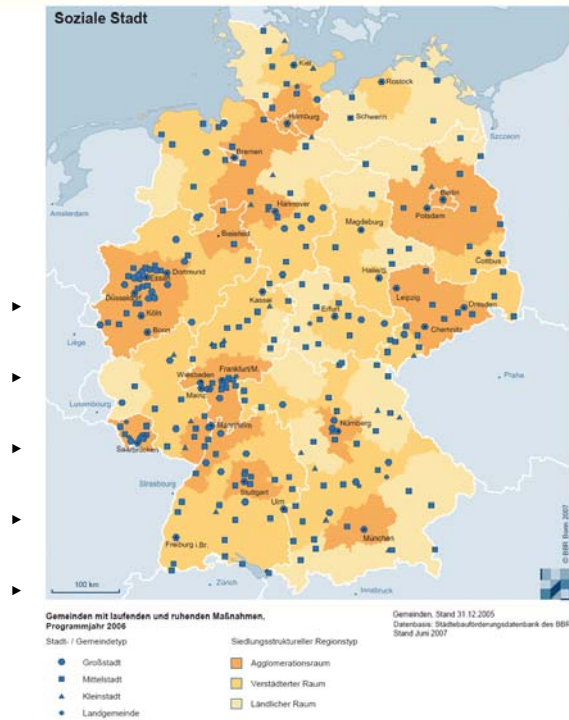 Soziale Stadt
Kiel
Rostock
Hamburg
Schwerin
Szczecin
Bremen
Amsterdam
Hannover
Berlin
Potsdam
Bielefeld
Magdeburg
Cottbus
Essen
Dortmund
Halle/S.
Leipzig
Düsseldorf
Kassel
Dresden
Köln
Erfurt
Chemnitz
Bonn
Liège
Praha
Wiesbaden
Frankfurt/M.
Mainz
Luxembourg
Mannheim
Nürnberg
Saarbrücken
Strasbourg
Stuttgart
Ulm
München
Freiburg i.Br.
Zürich
Innsbruck
100 km
© BBR Bonn 2007
Gemeinden mit laufenden und ruhenden Maßnahmen,
Programmjahr 2006
Gemeinden, Stand 31.12.2005
Datenbasis: Städtebauförderungsdatenbank des BBR
Stand Juni 2007
Stadt- / Gemeindetyp
Großstadt
Mittelstadt
Kleinstadt
Landgemeinde
Siedlungsstruktureller Regionstyp
Agglomerationsraum
Verstädterter Raum
Ländlicher Raum